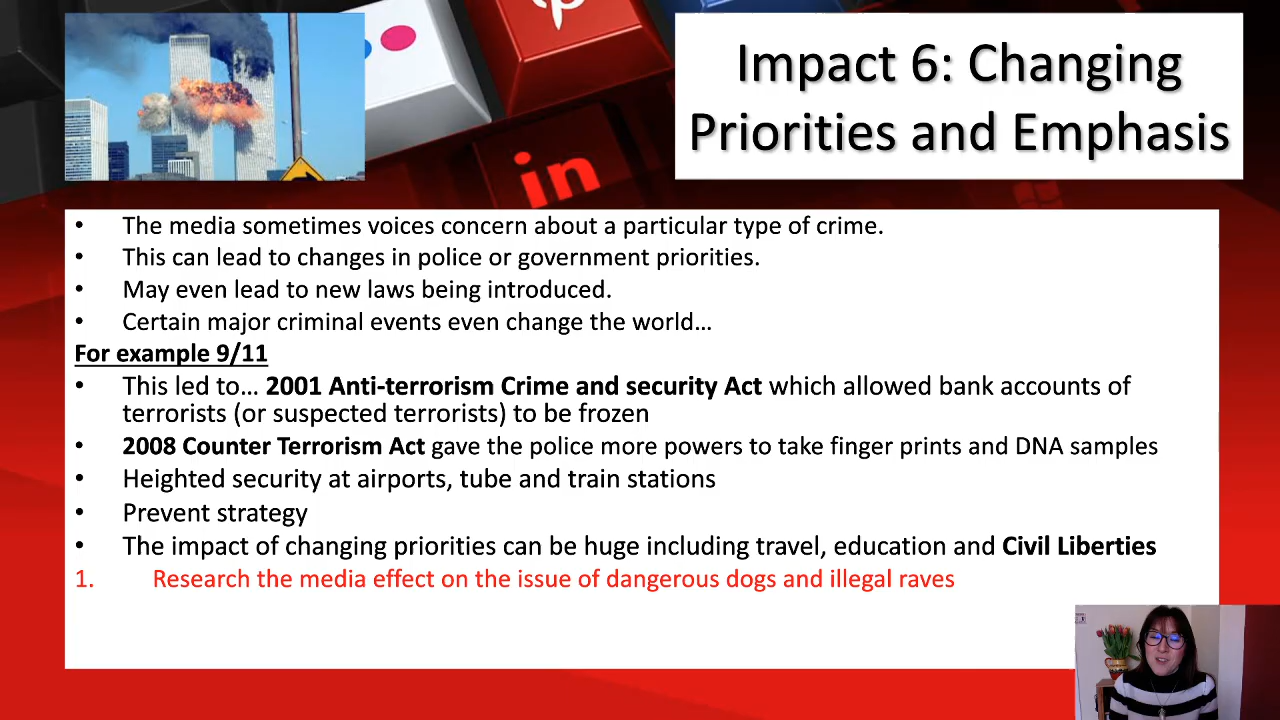 in
Impact 6: Changing
Priorities and Emphasis
• The media sometimes voices concern about a particular type of crime.
• This can lead to changes in police or government priorities.
• May even lead to new laws being introduced.
• Certain major criminal events even change the world…
For example 9/11
• This led to… 2001 Anti-terrorism Crime and security Act which allowed bank accounts of
terrorists (or suspected terrorists) to be frozen
• 2008 Counter Terrorism Act gave the police more powers to take finger prints and DNA samples
• Heighted security at airports, tube and train stations
• Prevent strategy
• The impact of changing priorities can be huge including travel, education and Civil Liberties
1. Research the media effect on the issue of dangerous dogs and illegal raves